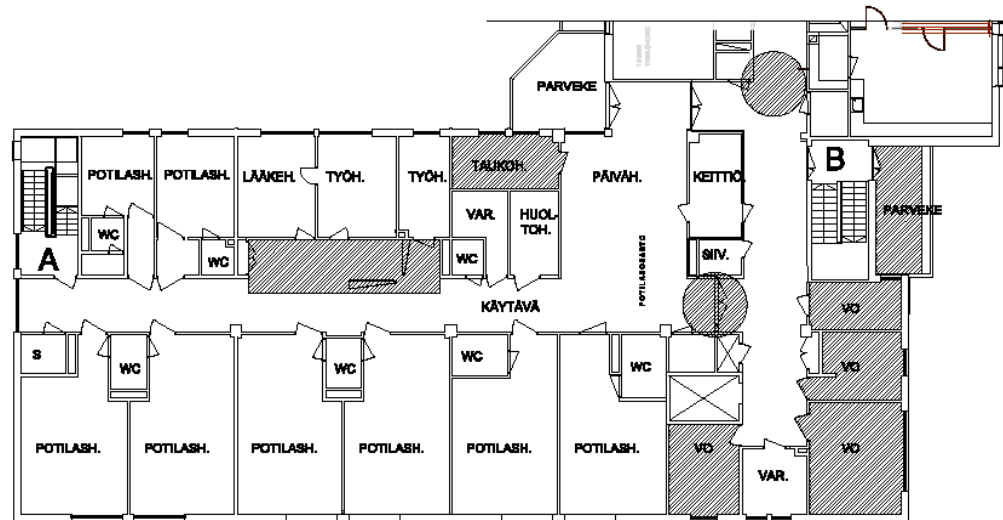 PARVEKE
POTILASH.
POTILASH.
LÄÄKEH.
TYÖH.
TYÖH.
TAUKOH.
PÄIVÄH.
KEITTIÖ.
B
PARVEKE
WC
WC
VAR.
HUOL-
TOH.
WC
SIIV.
A
POTILASOSASTO
KÄYTÄVÄ
VO
S
WC
WC
WC
WC
VO
POTILASH.
POTILASH.
POTILASH.
POTILASH.
POTILASH.
POTILASH.
VO
VO
VAR.